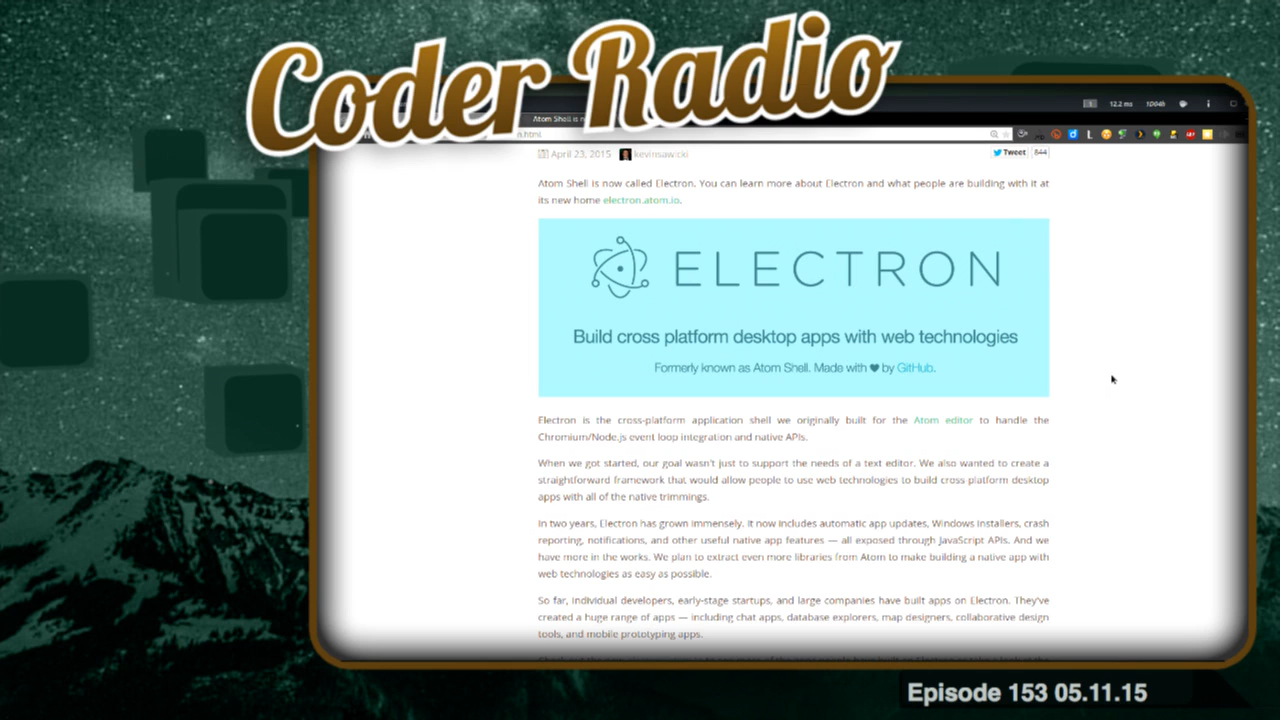 Coder Radio
12.2 ms
1004b
Atom Shell is n
n.html
April 23, 2015 kevinsawicki
Tweet 844
Atom Shell is now called Electron. You can learn more about Electron and what people are building with it at
its new home electron.atom.io.
ELECTRON
Build cross platform desktop apps with web technologies
Formerly known as Atom Shell. Made with ♥ by GitHub.
Electron is the cross-platform application shell we originally built for the Atom editor to handle the
Chromium/Node.js event loop integration and native APIs.
When we got started, our goal wasn't just to support the needs of a text editor. We also wanted to create a
straightforward framework that would allow people to use web technologies to build cross-platform desktop
apps with all of the native trimmings.
In two years, Electron has grown immensely. It now includes automatic app updates, Windows installers, crash
reporting, notifications, and other useful native app features — all exposed through JavaScript APIs. And we
have more in the works. We plan to extract even more libraries from Atom to make building a native app with
web technologies as easy as possible.
So far, individual developers, early-stage startups, and large companies have built apps on Electron. They've
created a huge range of apps — including chat apps, database explorers, map designers, collaborative design
tools, and mobile prototyping apps.
Episode 153 05.11.15